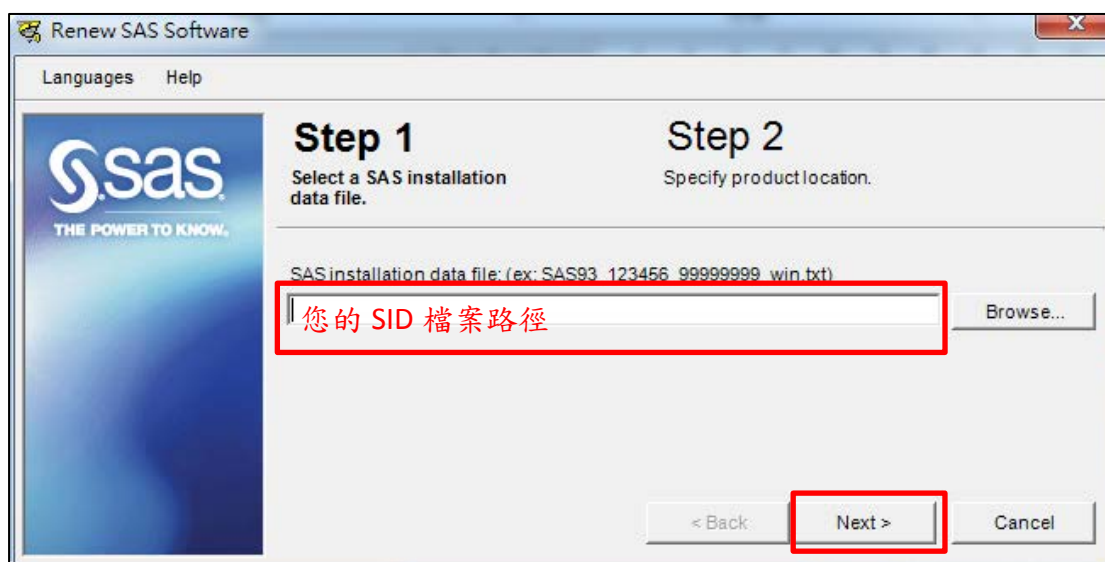 Renew SAS Software
X
Languages Help
sas
THE POWER TO KNOW.
Step 1
Select a SAS installation
data file.
Step 2
Specify product location.
SAS installation data file: (ex: SAS93_123456_99999999_win.txt)
您的 SID 檔案路徑
Browse...
< Back
Next >
Cancel